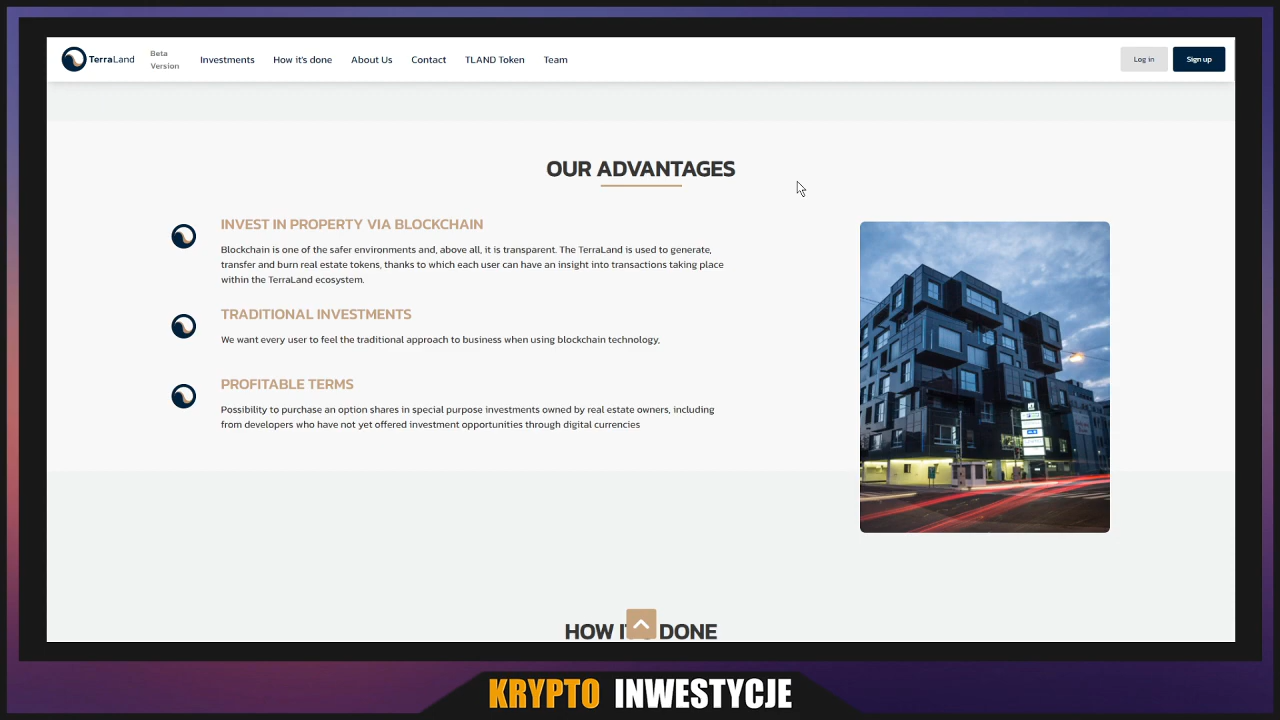 TerraLand
Beta
Version
Investments
How it's done
About Us
Contact
TLAND Token
Team
Log in
Sign up
OUR ADVANTAGES
INVEST IN PROPERTY VIA BLOCKCHAIN
Blockchain is one of the safer environments and, above all, it is transparent. The TerraLand is used to generate,
transfer and burn real estate tokens, thanks to which each user can have an insight into transactions taking place
within the TerraLand ecosystem.
TRADITIONAL INVESTMENTS
We want every user to feel the traditional approach to business when using blockchain technology,
PROFITABLE TERMS
Possibility to purchase an option shares in special purpose investments owned by real estate owners, including
from developers who have not yet offered investment opportunities through digital currencies
HOW DONE
KRYPTO INWESTYCJE